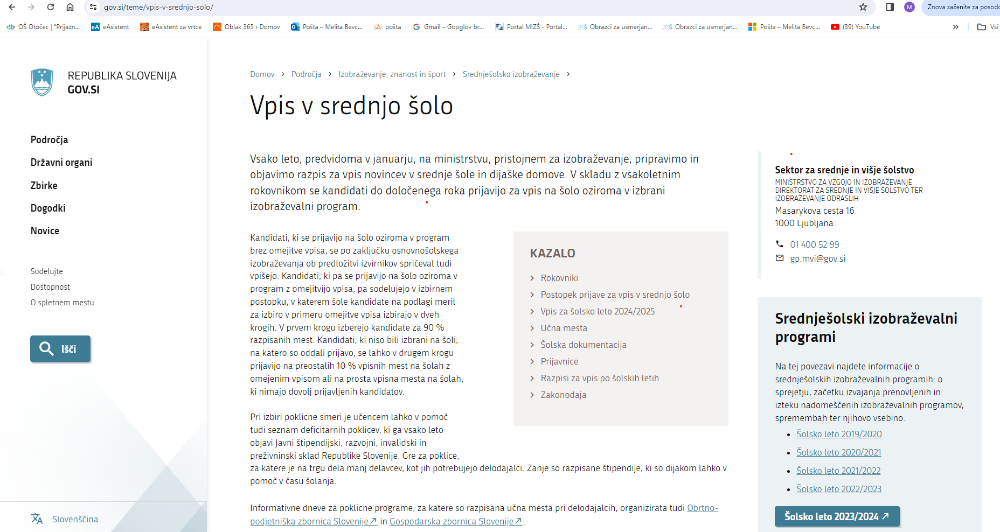 gov.si/teme/vpis-v-srednjo-solo/
M
Znova zaženite za posodo
OŠ Otočec | "Prijazn...
eAsistent
eAsistent za vrtce
Oblak 365 › Domov
Pošta – Melita Bevc...
pošta
Gmail – Googlov br...
Portal MIZŠ - Portal...
Obrazci za usmerjan...
Obrazci za usmerjan...
Pošta – Melita Bevc...
(39) YouTube
»
Vsi
REPUBLIKA SLOVENIJA
GOV.SI
Področja
Državni organi
Zbirke
Dogodki
Novice
Sodelujte
Dostopnost
O spletnem mestu
Išči
Slovenščina
Domov > Področja > Izobraževanje, znanost in šport > Srednješolsko izobraževanje >
Vpis v srednjo šolo
Vsako leto, predvidoma v januarju, na ministrstvu, pristojnem za izobraževanje, pripravimo in
objavimo razpis za vpis novincev v srednje šole in dijaške domove. V skladu z vsakoletnim
rokovnikom se kandidati do določenega roka prijavijo za vpis na šolo oziroma v izbrani
izobraževalni program.
Kandidati, ki se prijavijo na šolo oziroma v program
brez omejitve vpisa, se po zaključku osnovnošolskega
izobraževanja ob predložitvi izvirnikov spričeval tudi
vpišejo. Kandidati, ki pa se prijavijo na šolo oziroma v
program z omejitvijo vpisa, pa sodelujejo v izbirnem
postopku, v katerem šole kandidate na podlagi meril
za izbiro v primeru omejitve vpisa izbirajo v dveh
krogih. V prvem krogu izberejo kandidate za 90 %
razpisanih mest. Kandidati, ki niso bili izbrani na šoli,
na katero so oddali prijavo, se lahko v drugem krogu
prijavijo na preostalih 10 % vpisnih mest na šolah z
omejenim vpisom ali na prosta vpisna mesta na šolah,
ki nimajo dovolj prijavljenih kandidatov.
Pri izbiri poklicne smeri je učencem lahko v pomoč
tudi seznam deficitarnih poklicev, ki ga vsako leto
objavi Javni štipendijski, razvojni, invalidski in
preživninski sklad Republike Slovenije. Gre za poklice,
za katere je na trgu dela manj delavcev, kot jih potrebujejo delodajalci. Zanje so razpisane štipendije, ki so dijakom lahko v
pomoč v času šolanja.
Informativne dneve za poklicne programe, za katere so razpisana učna mesta pri delodajalcih, organizirata tudi Obrtno-
podjetniška zbornica Slovenije in Gospodarska zbornica Slovenije.
KAZALO
Rokovniki
Postopek prijave za vpis v srednjo šolo
Vpis za šolsko leto 2024/2025
Učna mesta
Šolska dokumentacija
Prijavnice
Razpisi za vpis po šolskih letih
Zakonodaja
Sektor za srednje in višje šolstvo
MINISTRSTVO ZA VZGOJO IN IZOBRAŽEVANJE
DIREKTORAT ZA SREDNJE IN VIŠJE ŠOLSTVO TER
IZOBRAŽEVANJE ODRASLIH
Masarykova cesta 16
1000 Ljubljana
01 400 52 99
gp.mvi@gov.si
Srednješolski izobraževalni
programi
Na tej povezavi najdete informacije o
srednješolskih izobraževalnih programih: o
sprejetju, začetku izvajanja prenovljenih in
izteku nadomeščenih izobraževalnih programov,
spremembah ter njihovo vsebino.
Šolsko leto 2019/2020
Šolsko leto 2020/2021
Šolsko leto 2021/2022
Šolsko leto 2022/2023
Šolsko leto 2023/2024